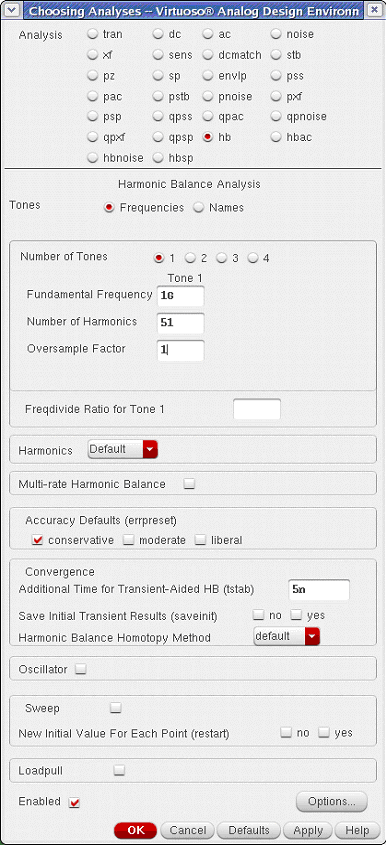 Choosing Analyses -- Virtuoso® Analog Design Environm
Analysis tran dc ac noise
xf sens dcmatch stb
pz sp envlp pss
pac pstb pnoise pxf
psp qpss qpac qpnoise
qpxf qpsp hb hbac
hbnoise hbsp
Harmonic Balance Analysis
Tones Frequencies Names
Number of Tones 1 2 3 4
Tone 1
Fundamental Frequency 1G
Number of Harmonics 51
Oversample Factor 1
Freqdivide Ratio for Tone 1
Harmonics Default
Multi-rate Harmonic Balance
Accuracy Defaults (errpreset)
conservative moderate liberal
Convergence
Additional Time for Transient-Aided HB (tstab) 5n
Save Initial Transient Results (saveinit) no yes
Harmonic Balance Homotopy Method default
Oscillator
Sweep
New Initial Value For Each Point (restart) no yes
Loadpull
Enabled Options...
OK Cancel Defaults Apply Help